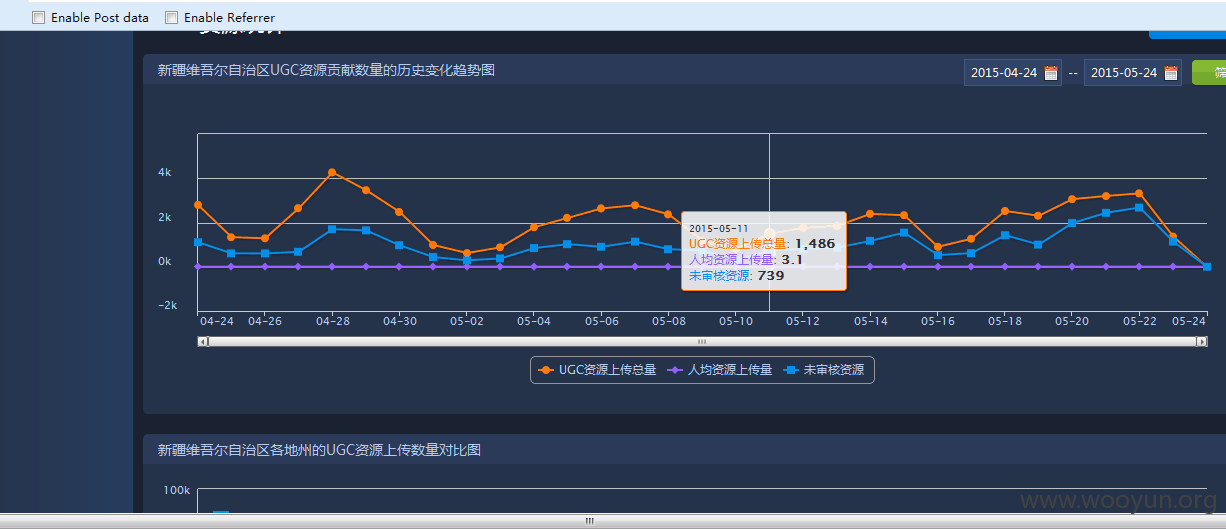 Enable Post data Enable Referrer
新疆维吾尔自治区UGC资源贡献数量的历史变化趋势图
2015-04-24 -- 2015-05-24
4k
2k
0k
-2k
2015-05-11
UGC资源上传总量: 1,486
人均资源上传量: 3.1
未审核资源: 739
04-24 04-26 04-28 04-30 05-02 05-04 05-06 05-08 05-10 05-12 05-14 05-16 05-18 05-20 05-22 05-24
UGC资源上传总量 人均资源上传量 未审核资源
新疆维吾尔自治区各地州的UGC资源上传数量对比图
100k
www.wooyun.org